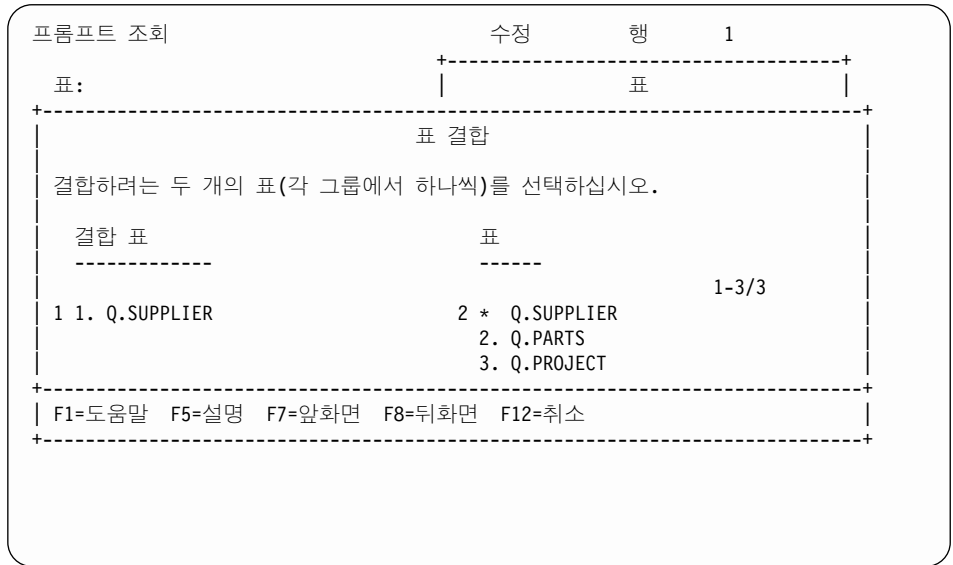 프롬프트 조회 수정 행 1
+-------------------------------------+
표: | 표 |
+-----------------------------------------------------------------------------+
| 표 결합 |
| 결합하려는 두 개의 표(각 그룹에서 하나씩)를 선택하십시오. |
| 결합 표 표 |
| ------------- ------ |
| 1-3/3 |
| 1 1. Q.SUPPLIER 2 * Q.SUPPLIER |
| 2. Q.PARTS |
| 3. Q.PROJECT |
+-----------------------------------------------------------------------------+
| F1=도움말 F5=설명 F7=앞화면 F8=뒤화면 F12=취소 |
+-----------------------------------------------------------------------------+